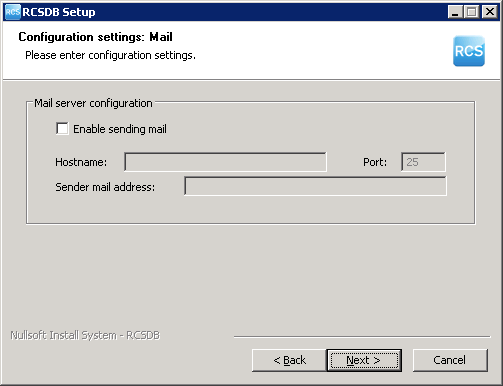 RCS RCSDB Setup
Configuration settings: Mail
Please enter configuration settings.
RCS
Mail server configuration
Enable sending mail
Hostname: Port: 25
Sender mail address:
Nullsoft Install System - RCSDB
< Back Next > Cancel